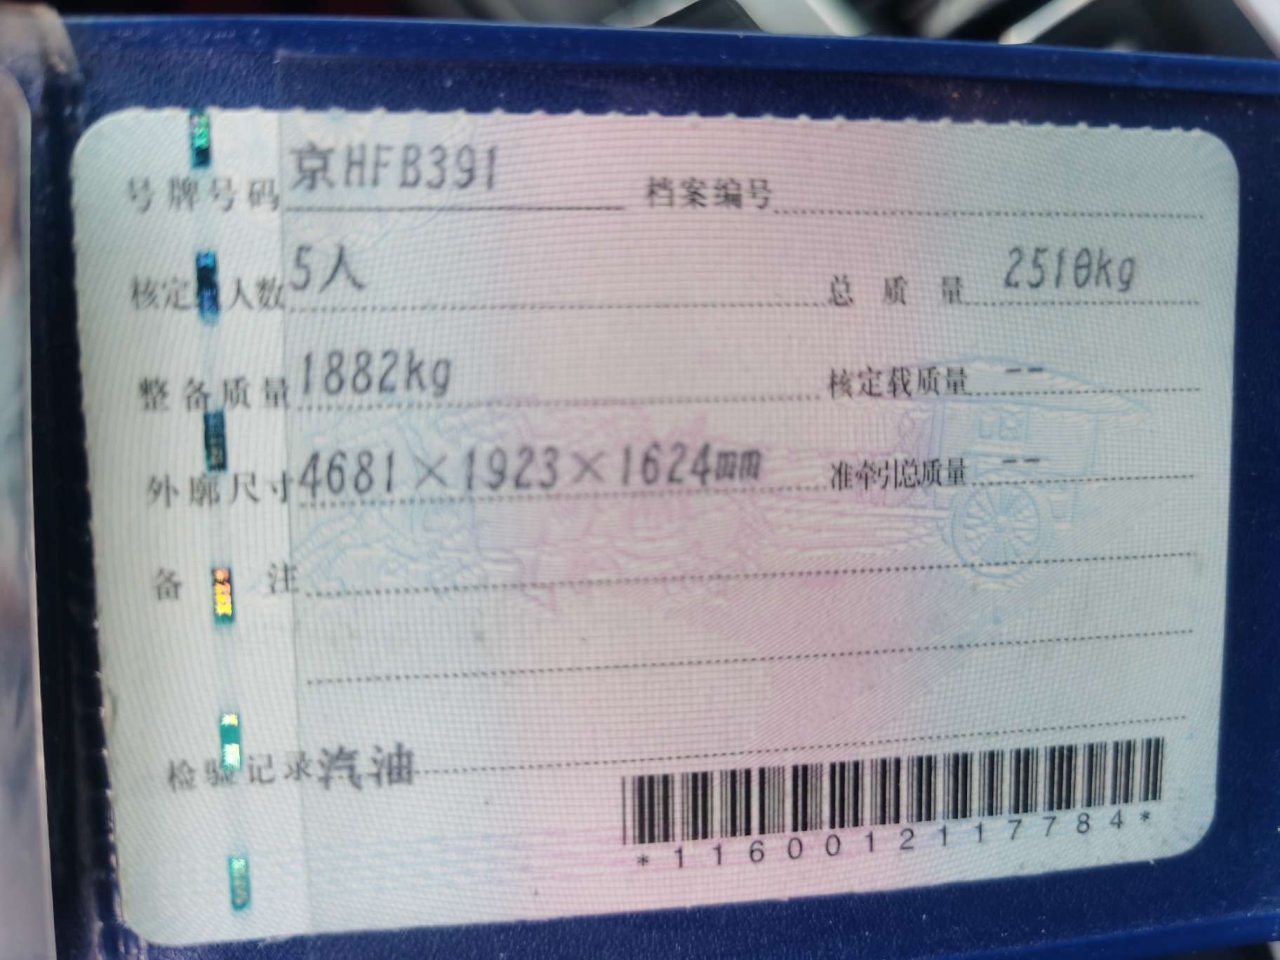 号牌号码 京HFB391 档案编号
核定载人数 5人 总质量 2510kg
整备质量 1882kg 核定载质量 --
外廓尺寸 4681×1923×1624mm 准牵引总质量 --
备注
检验记录 汽油
*1160012117784*